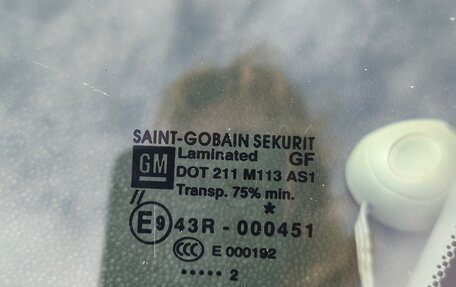 SAINT-GOBAIN SEKURIT
GM Laminated GF
DOT 211 M113 AS1
Transp. 75% min.
*
//
E9 43R - 000451
CCC E 000192
••••• 2